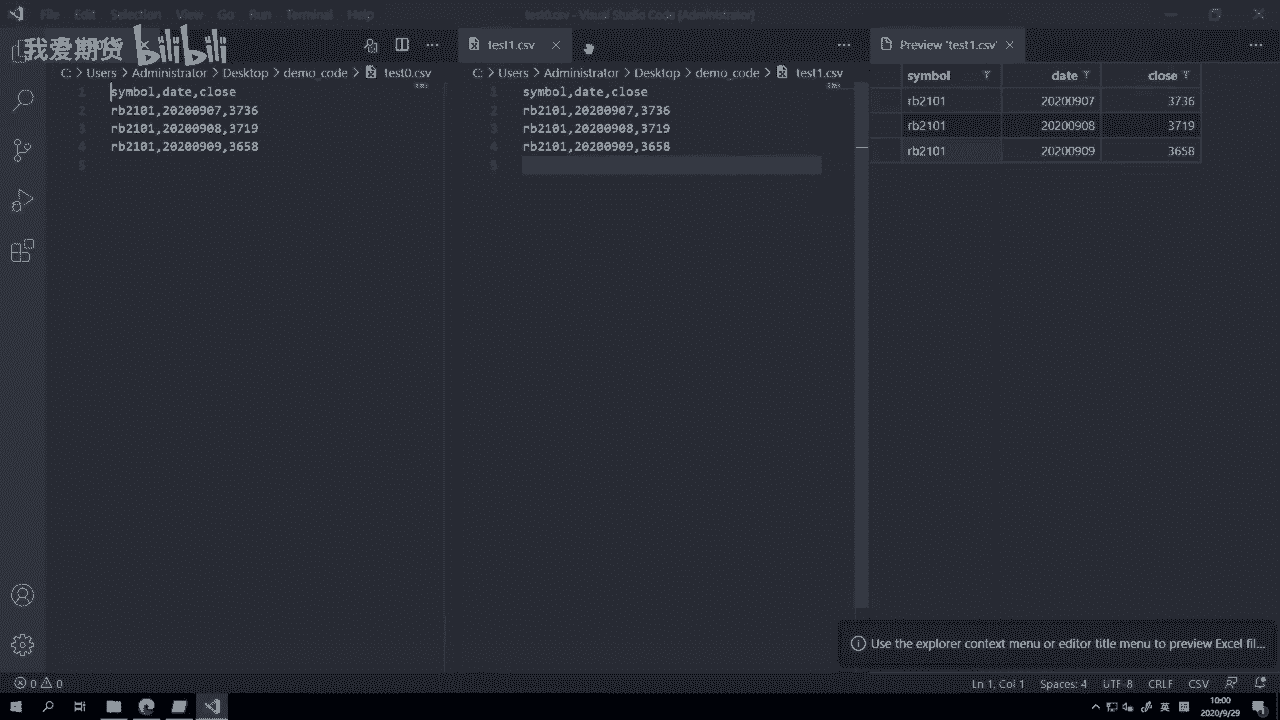 File Edit Selection View Go Run Terminal Help
test0.csv - Visual Studio Code [Administrator]
我爱期货 bilibili
test1.csv
Preview 'test1.csv'
C: > Users > Administrator > Desktop > demo_code > test0.csv
C: > Users > Administrator > Desktop > demo_code > test1.csv
1 symbol,date,close
2 rb2101,20200907,3736
3 rb2101,20200908,3719
4 rb2101,20200909,3658
5
1 symbol,date,close
2 rb2101,20200907,3736
3 rb2101,20200908,3719
4 rb2101,20200909,3658
5
symbol date close
rb2101 20200907 3736
rb2101 20200908 3719
rb2101 20200909 3658
Use the explorer context menu or editor title menu to preview Excel fil...
0 0
Ln 1, Col 1 Spaces: 4 UTF-8 CRLF CSV
英
10:00
2020/9/29